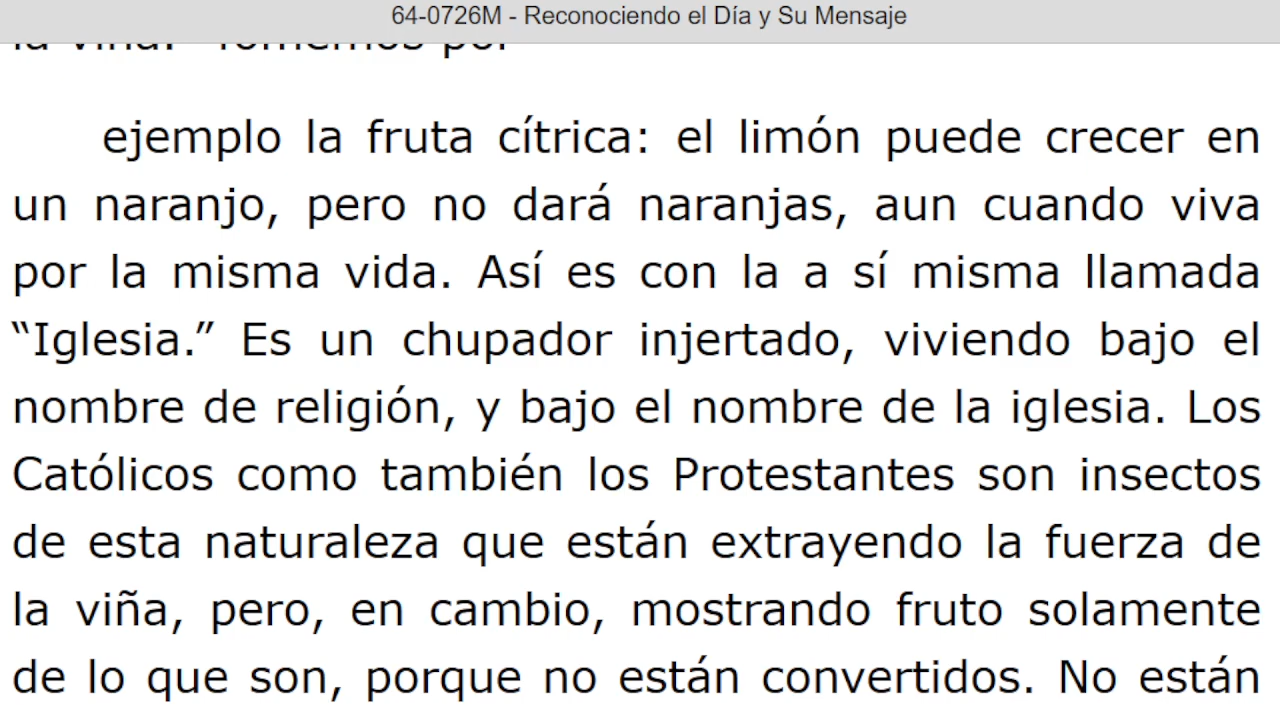 64-0726M - Reconociendo el Día y Su Mensaje
la viña. Tomemos por
ejemplo la fruta cítrica: el limón puede crecer en
un naranjo, pero no dará naranjas, aun cuando viva
por la misma vida. Así es con la a sí misma llamada
“Iglesia.” Es un chupador injertado, viviendo bajo el
nombre de religión, y bajo el nombre de la iglesia. Los
Católicos como también los Protestantes son insectos
de esta naturaleza que están extrayendo la fuerza de
la viña, pero, en cambio, mostrando fruto solamente
de lo que son, porque no están convertidos. No están